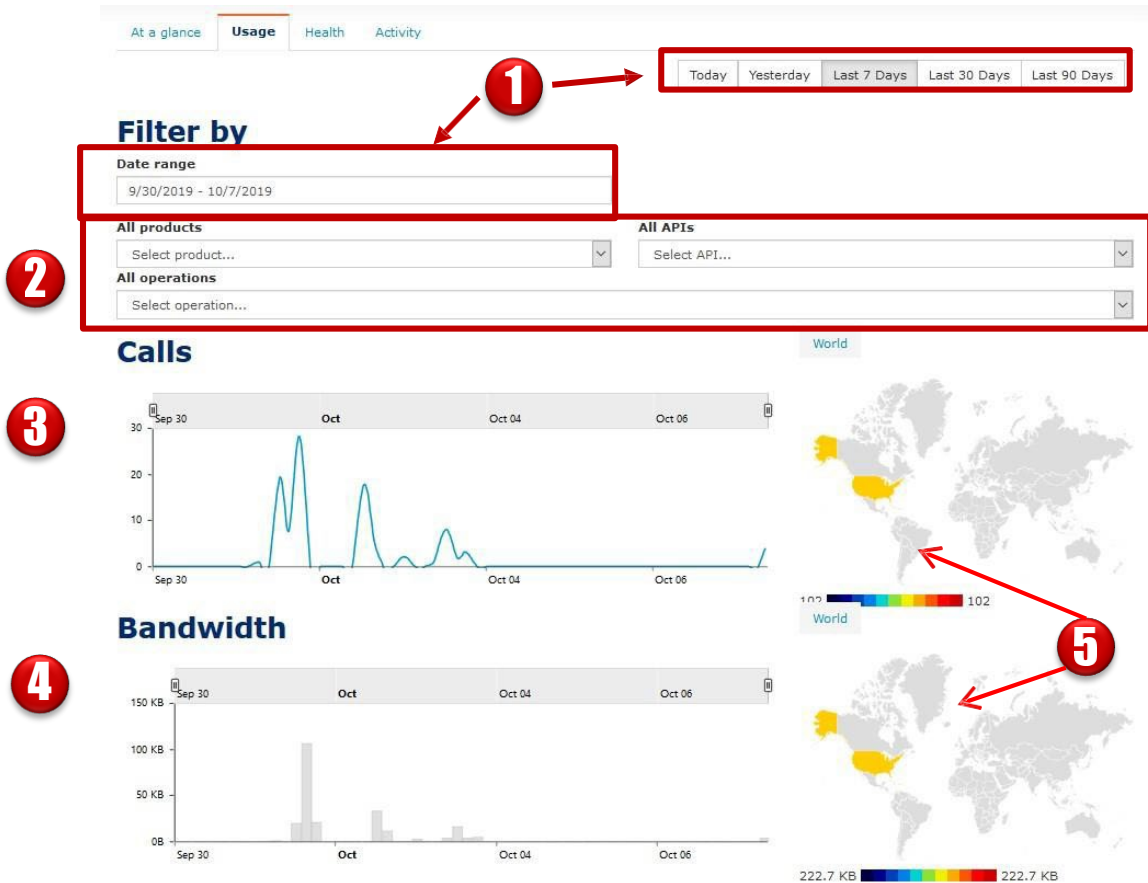 At a glance Usage Health Activity
1
Today Yesterday Last 7 Days Last 30 Days Last 90 Days
Filter by
Date range
9/30/2019 - 10/7/2019
2
All products All APIs
Select product... Select API...
All operations
Select operation...
Calls
World
3
Sep 30 Oct Oct 04 Oct 06
30
20
10
0
Sep 30 Oct Oct 04 Oct 06
102 102
Bandwidth
World
5
4
Sep 30 Oct Oct 04 Oct 06
150 KB
100 KB
50 KB
0B
Sep 30 Oct Oct 04 Oct 06
222.7 KB 222.7 KB